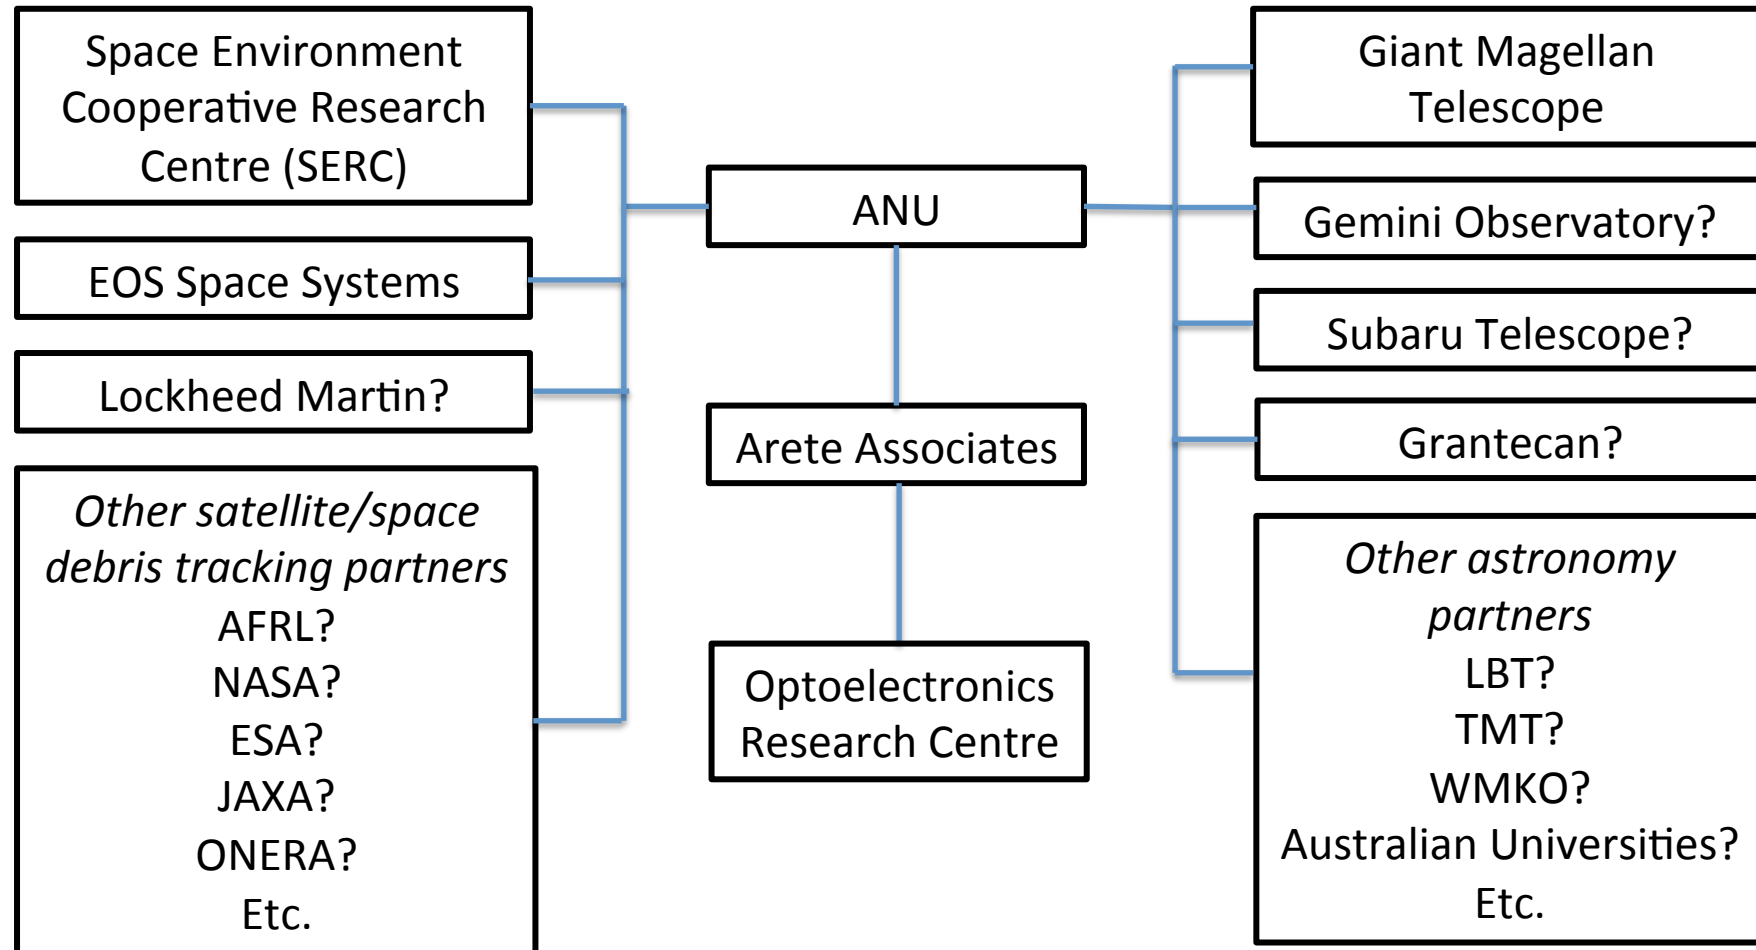 Space Environment
Cooperative Research
Centre (SERC)
EOS Space Systems
Lockheed Martin?
Other satellite/space
debris tracking partners
AFRL?
NASA?
ESA?
JAXA?
ONERA?
Etc.
ANU
Arete Associates
Optoelectronics
Research Centre
Giant Magellan
Telescope
Gemini Observatory?
Subaru Telescope?
Grantecan?
Other astronomy
partners
LBT?
TMT?
WMKO?
Australian Universities?
Etc.